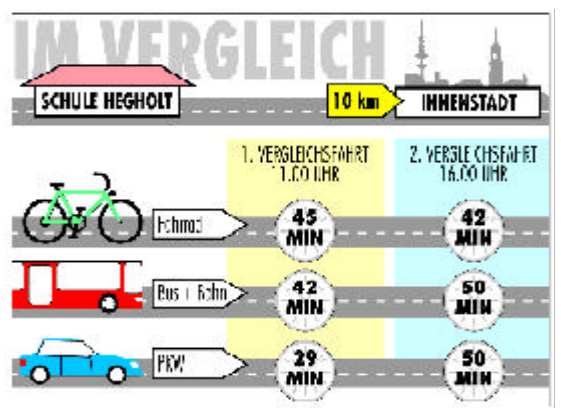 IM VERGLEICH
SCHULE HEGHOLT
10 km
INNENSTADT
1. VERGLEICHSFAHRT
11.00 UHR
2. VERGLEICHSFAHRT
16.00 UHR
Fahrrad
45
MIN
42
MIN
Bus + Bahn
42
MIN
50
MIN
PKW
29
MIN
50
MIN